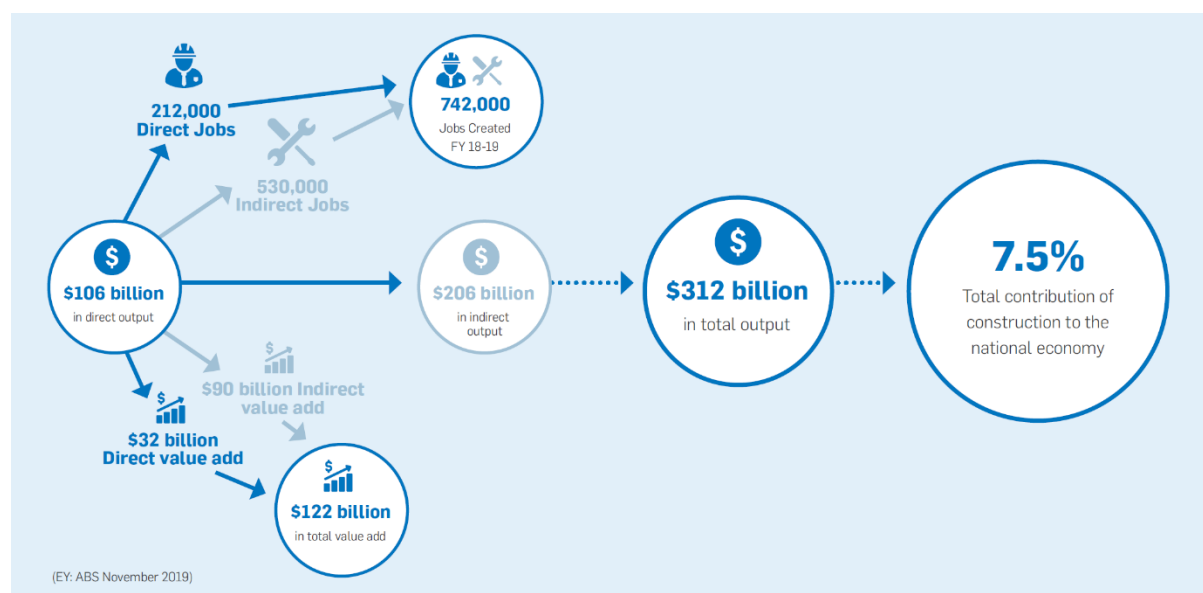 212,000
Direct Jobs
530,000
Indirect Jobs
742,000
Jobs Created
FY 18-19
$
$106 billion
in direct output
$
$206 billion
in indirect
output
$
$312 billion
in total output
7.5%
Total contribution of
construction to the
national economy
$
$90 billion Indirect
value add
$
$32 billion
Direct value add
$
$122 billion
in total value add
(EY: ABS November 2019)